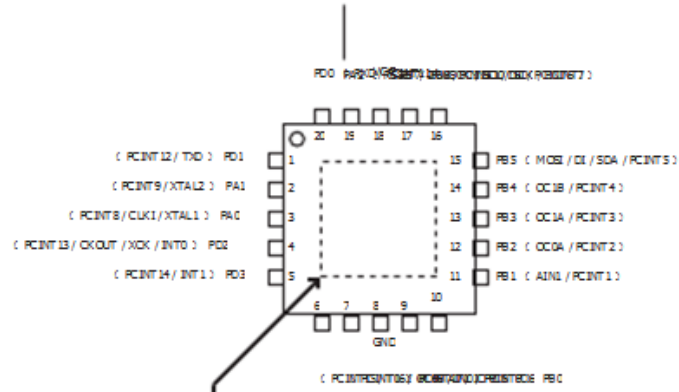 PD0 PA2
20 19 18 17 16
(PCINT12/TXD) PD1 1
(PCINT9/XTAL2) PA1 2
(PCINT8/CLKI/XTAL1) PA0 3
(PCINT13/CKOUT/XCK/INT0) PD2 4
(PCINT14/INT1) PD3 5
15 PB5 (MOSI/DI/SDA/PCINT5)
14 PB4 (OC1B/PCINT4)
13 PB3 (OC1A/PCINT3)
12 PB2 (OC0A/PCINT2)
11 PB1 (AIN1/PCINT1)
6 7 8 9 10
GND
PB0